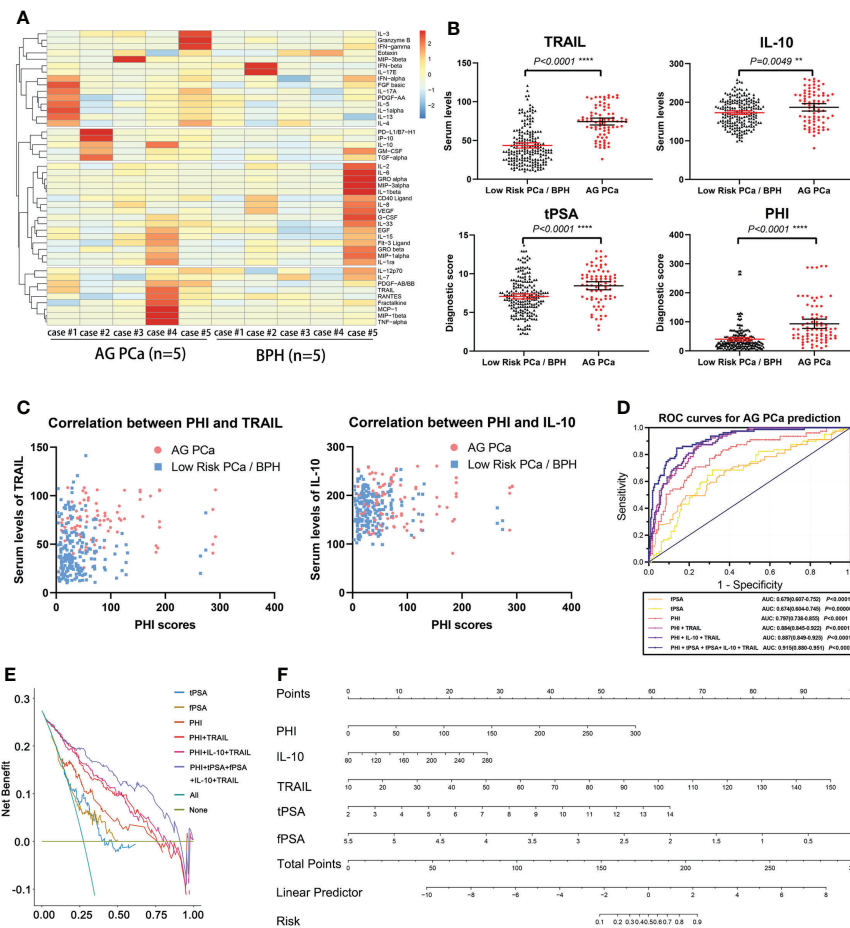 A
IL-3
Granzyme B
IFN-gamma
Eotaxin
MIP-3beta
IFN-beta
IL-17E
IFN-alpha
FGF basic
IL-17A
PDGF-AA
IL-5
IL-1alpha
IL-13
IL-4
PD-L1/B7-H1
IP-10
IL-10
GM-CSF
TGF-alpha
IL-2
IL-6
GRO alpha
MIP-3alpha
IL-1beta
CD40 Ligand
IL-8
VEGF
G-CSF
IL-33
EGF
IL-15
Flt-3 Ligand
GRO beta
MIP-1alpha
IL-1ra
IL-12p70
IL-7
PDGF-AB/BB
TRAIL
RANTES
Fractalkine
MCP-1
MIP-1beta
TNF-alpha
2
1
0
-1
-2
case #1 case #2 case #3 case #4 case #5 case #1 case #2 case #3 case #4 case #5
AG PCa (n=5) BPH (n=5)
B
TRAIL
P<0.0001 ****
Serum levels
200
150
100
50
0
Low Risk PCa / BPH AG PCa
IL-10
P=0.0049 **
Serum levels
300
200
100
0
Low Risk PCa / BPH AG PCa
tPSA
P<0.0001 ****
Diagnostic score
15
10
5
0
Low Risk PCa / BPH AG PCa
PHI
P<0.0001 ****
Diagnostic score
400
300
200
100
0
Low Risk PCa / BPH AG PCa
C
Correlation between PHI and TRAIL
AG PCa
Low Risk PCa / BPH
Serum levels of TRAIL
150
100
50
0
0 100 200 300 400
PHI scores
Correlation between PHI and IL-10
AG PCa
Low Risk PCa / BPH
Serum levels of IL-10
300
200
100
0
0 100 200 300 400
PHI scores
D
ROC curves for AG PCa prediction
Sensitivity
1.0
0.8
0.6
0.4
0.2
0.0
0.0 0.2 0.4 0.6 0.8
1 - Specificity
fPSA AUC: 0.679(0.607-0.752) P<0.0001
tPSA AUC: 0.674(0.604-0.745)
PHI AUC: 0.797(0.738-0.855) P<0.0001
PHI + TRAIL AUC: 0.884(0.845-0.922) P<0.0001
PHI + IL-10 + TRAIL AUC: 0.887(0.849-0.925) P<0.0001
PHI + tPSA + fPSA+IL-10 + TRAIL AUC: 0.915(0.880-0.951)
E
Net Benefit
0.3
0.2
0.1
0.0
-0.1
0.00 0.25 0.50 0.75 1.00
tPSA
fPSA
PHI
PHI+TRAIL
PHI+IL-10+TRAIL
PHI+tPSA+fPSA
+IL-10+TRAIL
All
None
F
Points 0 10 20 30 40 50 60 70 80 90
PHI 0 50 100 150 200 250 300
IL-10 80 120 140 160 180 200 220 240 280
TRAIL 10 20 30 40 50 60 70 80 90 100 110 120 130 140 150
tPSA 2 3 4 5 6 7 8 9 10 11 12 13 14
fPSA 5.5 5 4.5 4 3.5 3 2.5 2 1.5 1 0.5
Total Points 0 50 100 150 200 250
Linear Predictor -10 -8 -6 -4 -2 0 2 4 6 8
Risk 0.1 0.2 0.3 0.4 0.5 0.6 0.7 0.8 0.9